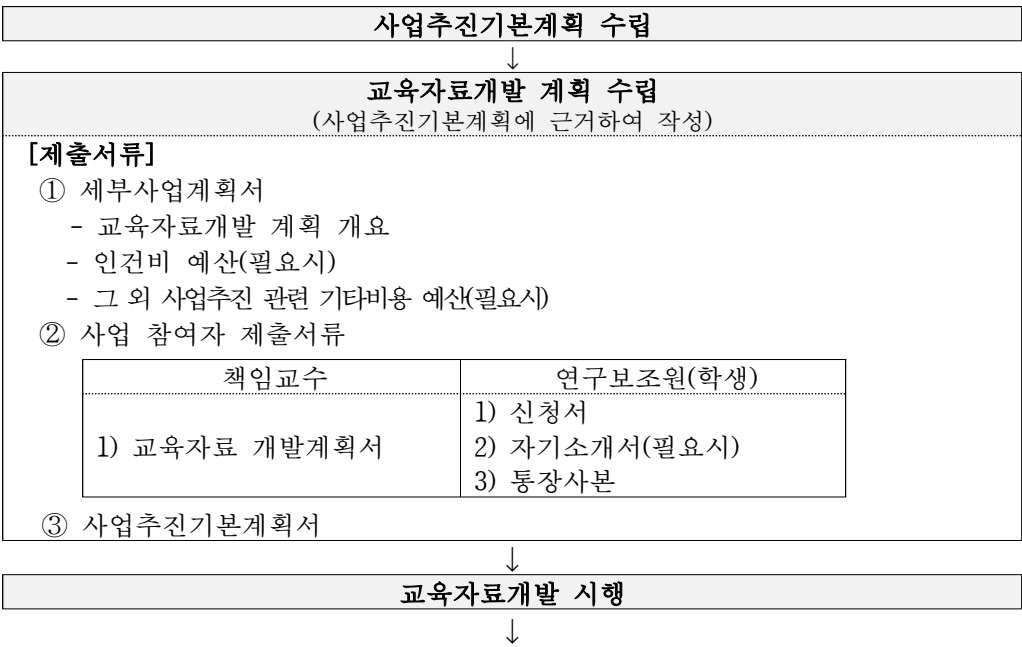 사업추진기본계획 수립
↓
교육자료개발 계획 수립
(사업추진기본계획에 근거하여 작성)
[제출서류]
① 세부사업계획서
- 교육자료개발 계획 개요
- 인건비 예산(필요시)
- 그 외 사업추진 관련 기타비용 예산(필요시)
② 사업 참여자 제출서류
책임교수
연구보조원(학생)
1) 교육자료 개발계획서
1) 신청서
2) 자기소개서(필요시)
3) 통장사본
③ 사업추진기본계획서
↓
교육자료개발 시행
↓